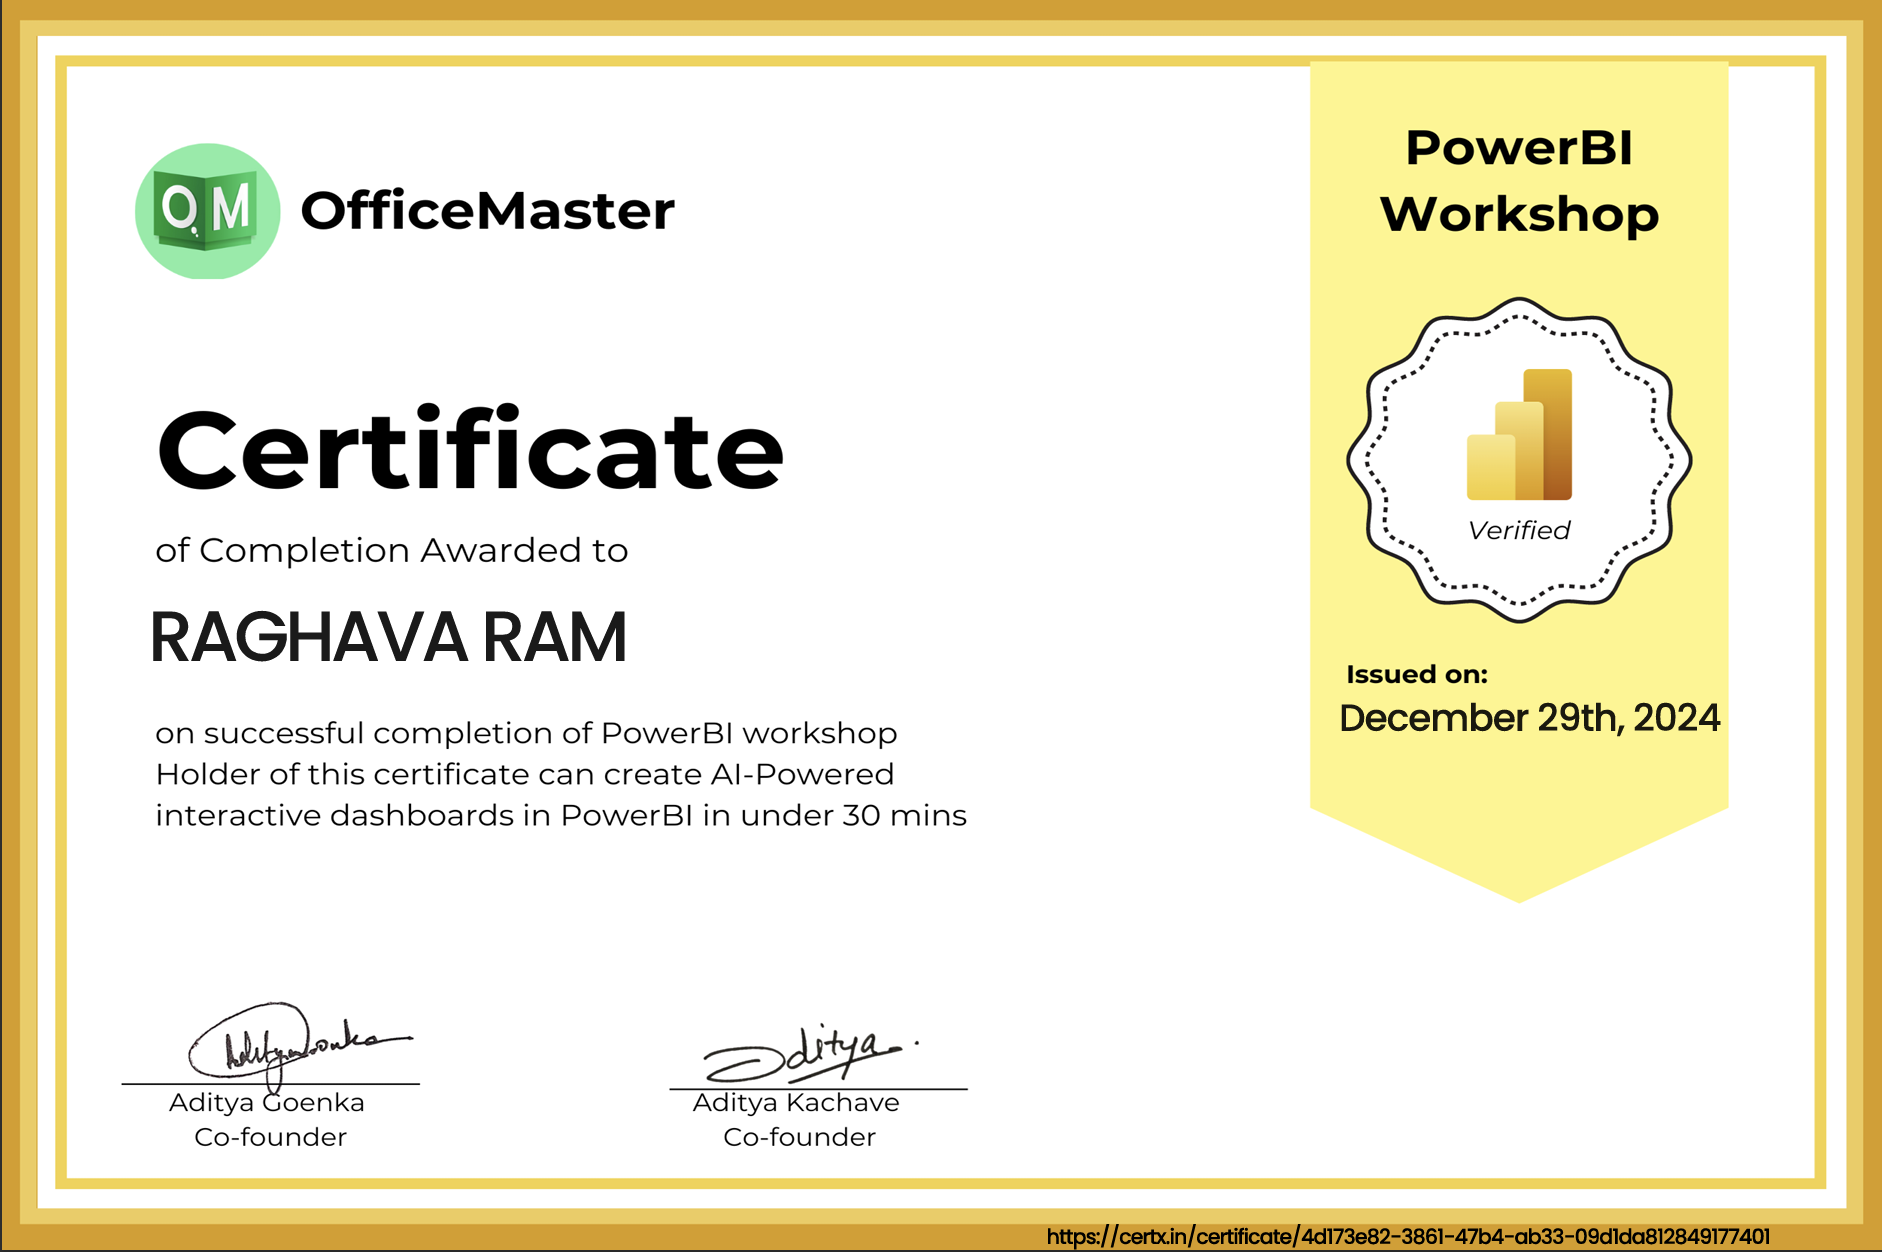 OM OfficeMaster
Certificate
of Completion Awarded to
RAGHAVA RAM
on successful completion of PowerBI workshop
Holder of this certificate can create AI-Powered
interactive dashboards in PowerBI in under 30 mins
PowerBI
Workshop
Verified
Issued on:
December 29th, 2024
Aditya Goenka
Aditya Goenka
Co-founder
Aditya
Aditya Kachave
Co-founder
https://certx.in/certificate/4d173e82-3861-47b4-ab33-09d1da812849177401